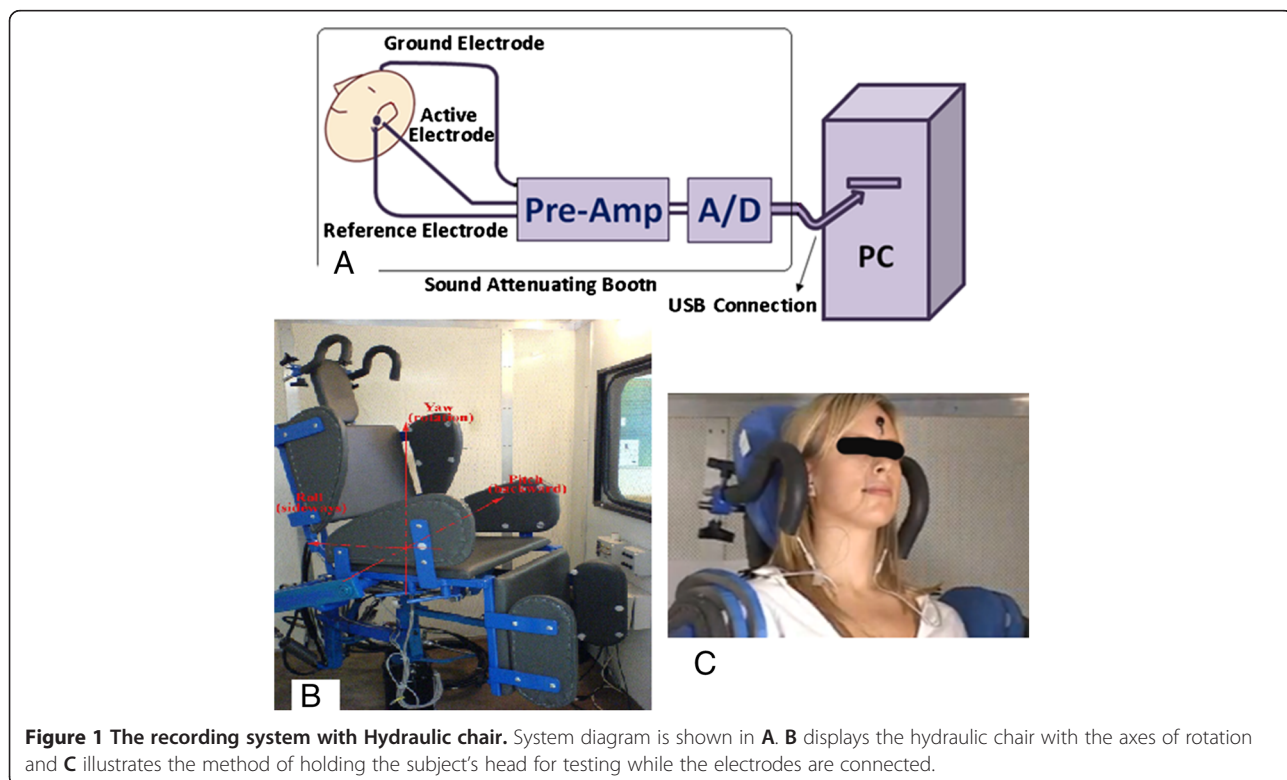 Ground Electrode
Active
Electrode
Pre-Amp
A/D
Reference Electrode
PC
A
Sound Attenuating Booth
USB Connection
Yaw
(rotation)
Pitch
(backward)
Roll
(sideways)
B
C
Figure 1 The recording system with Hydraulic chair. System diagram is shown in A. B displays the hydraulic chair with the axes of rotation
and C illustrates the method of holding the subject's head for testing while the electrodes are connected.